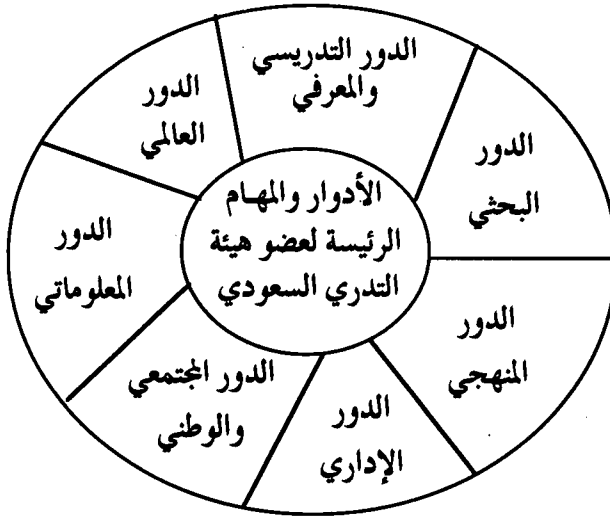 الدور التدريسي
والمعرفي
الدور
البحثي
الدور
المنهجي
الدور
الإداري
الدور المجتمعي
والوطني
الدور
المعلوماتي
الدور
العالمي
الأدوار والمهـام
الرئيسة لعضو هيئة
التدري السعودي